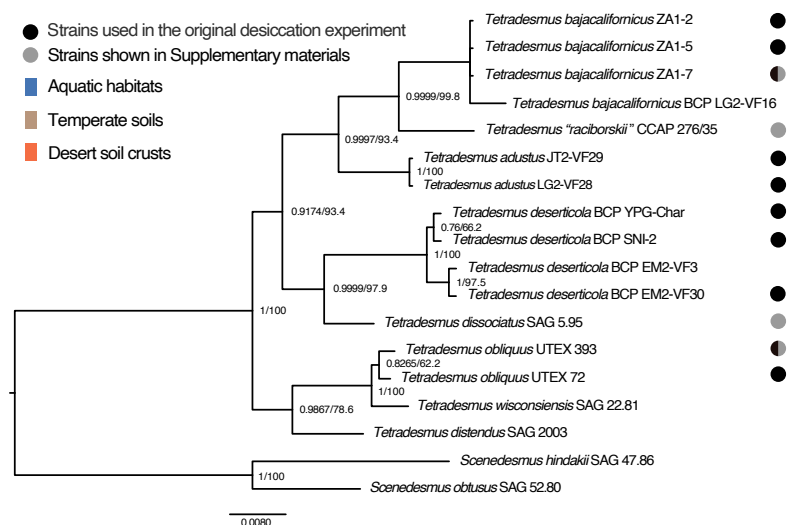 Strains used in the original desiccation experiment
Strains shown in Supplementary materials
Aquatic habitats
Temperate soils
Desert soil crusts
Tetradesmus bajacalifornicus ZA1-2
Tetradesmus bajacalifornicus ZA1-5
Tetradesmus bajacalifornicus ZA1-7
0.9999/99.8
Tetradesmus bajacalifornicus BCP LG2-VF16
Tetradesmus "raciborskii" CCAP 276/35
0.9997/93.4
Tetradesmus adustus JT2-VF29
1/100
Tetradesmus adustus LG2-VF28
0.9174/93.4
Tetradesmus deserticola BCP YPG-Char
0.76/66.2
Tetradesmus deserticola BCP SNI-2
1/100
Tetradesmus deserticola BCP EM2-VF3
1/97.5
0.9999/97.9
Tetradesmus deserticola BCP EM2-VF30
1/100
Tetradesmus dissociatus SAG 5.95
Tetradesmus obliquus UTEX 393
0.8265/62.2
Tetradesmus obliquus UTEX 72
1/100
Tetradesmus wisconsiensis SAG 22.81
0.9867/78.6
Tetradesmus distendus SAG 2003
Scenedesmus hindakii SAG 47.86
1/100
Scenedesmus obtusus SAG 52.80
0.0080